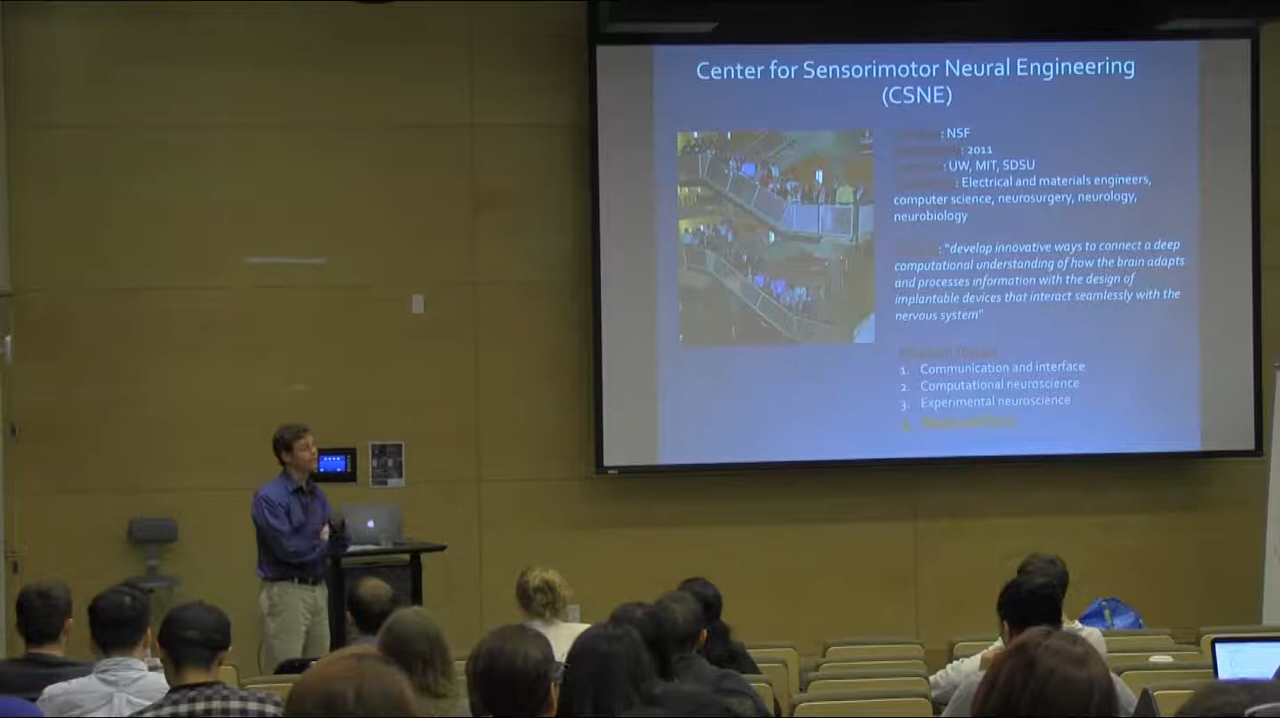 Center for Sensorimotor Neural Engineering
(CSNE)
: NSF
: 2011
: UW, MIT, SDSU
: Electrical and materials engineers,
computer science, neurosurgery, neurology,
neurobiology
: "develop innovative ways to connect a deep
computational understanding of how the brain adapts
and processes information with the design of
implantable devices that interact seamlessly with the
nervous system"
1. Communication and interface
2. Computational neuroscience
3. Experimental neuroscience